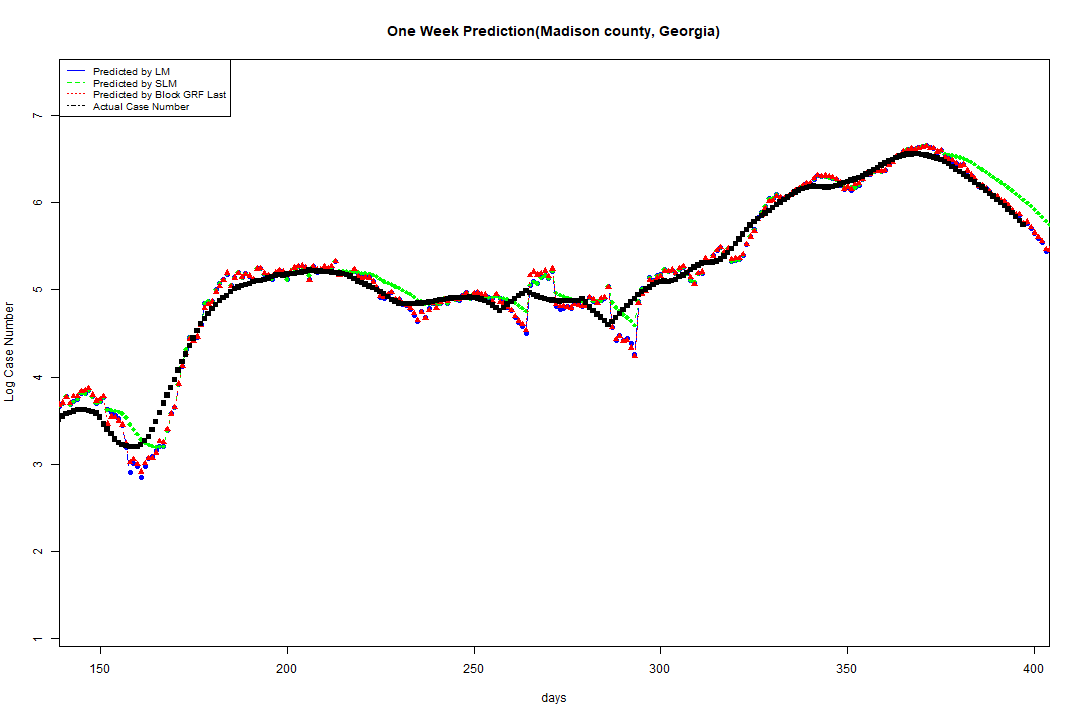 One Week Prediction(Madison county, Georgia)
Predicted by LM
Predicted by SLM
Predicted by Block GRF Last
Actual Case Number
Log Case Number
7
6
5
4
3
2
1
150 200 250 300 350 400
days